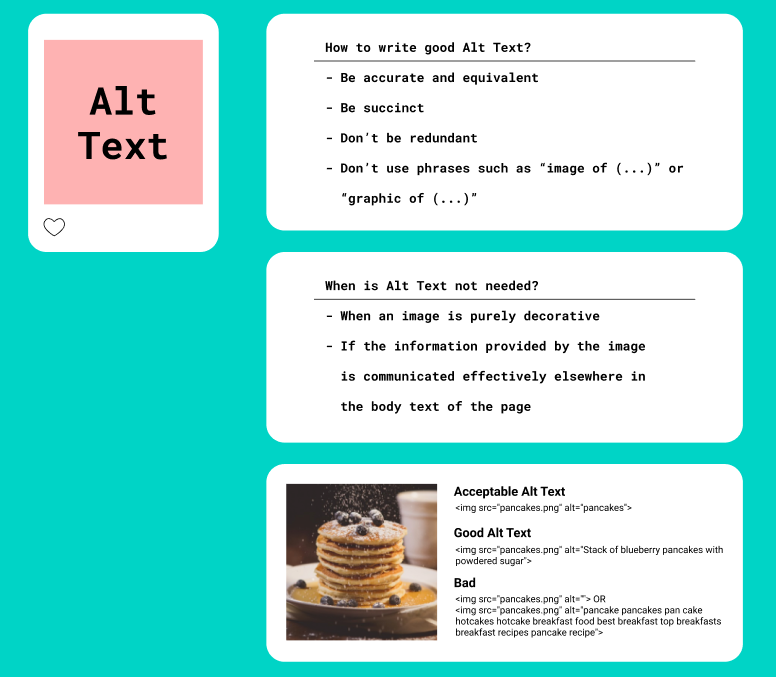 Alt
Text
How to write good Alt Text?
- Be accurate and equivalent
- Be succinct
- Don’t be redundant
- Don’t use phrases such as “image of (...)” or
“graphic of (...)”
When is Alt Text not needed?
- When an image is purely decorative
- If the information provided by the image
is communicated effectively elsewhere in
the body text of the page
Acceptable Alt Text
<img src="pancakes.png" alt="pancakes">
Good Alt Text
<img src="pancakes.png" alt="Stack of blueberry pancakes with
powdered sugar">
Bad
<img src="pancakes.png" alt=""> OR
<img src="pancakes.png" alt="pancake pancakes pan cake
hotcakes hotcake breakfast food best breakfast top breakfasts
breakfast recipes pancake recipe">